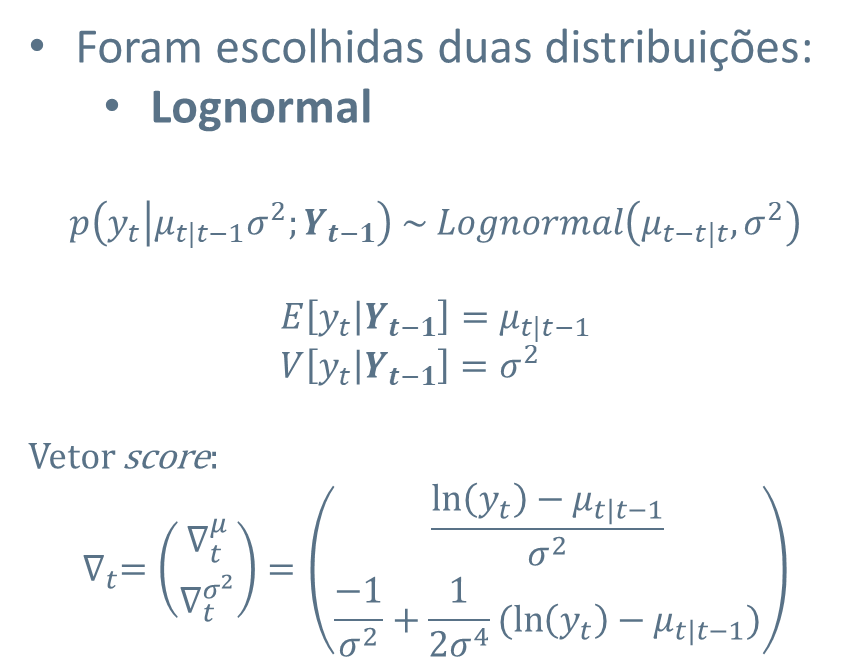 • Foram escolhidas duas distribuições:
• Lognormal
p(y_t|μ_{t|t−1}σ²; Y_{t−1}) ~ Lognormal(μ_{t−t|t}, σ²)
E[y_t|Y_{t−1}] = μ_{t|t−1}
V[y_t|Y_{t−1}] = σ²
Vetor score:
∇_t = (∇_t^μ ; ∇_t^{σ²}) = ( (ln(y_t) − μ_{t|t−1})/σ² ; −1/σ² + 1/(2σ⁴) (ln(y_t) − μ_{t|t−1}) )